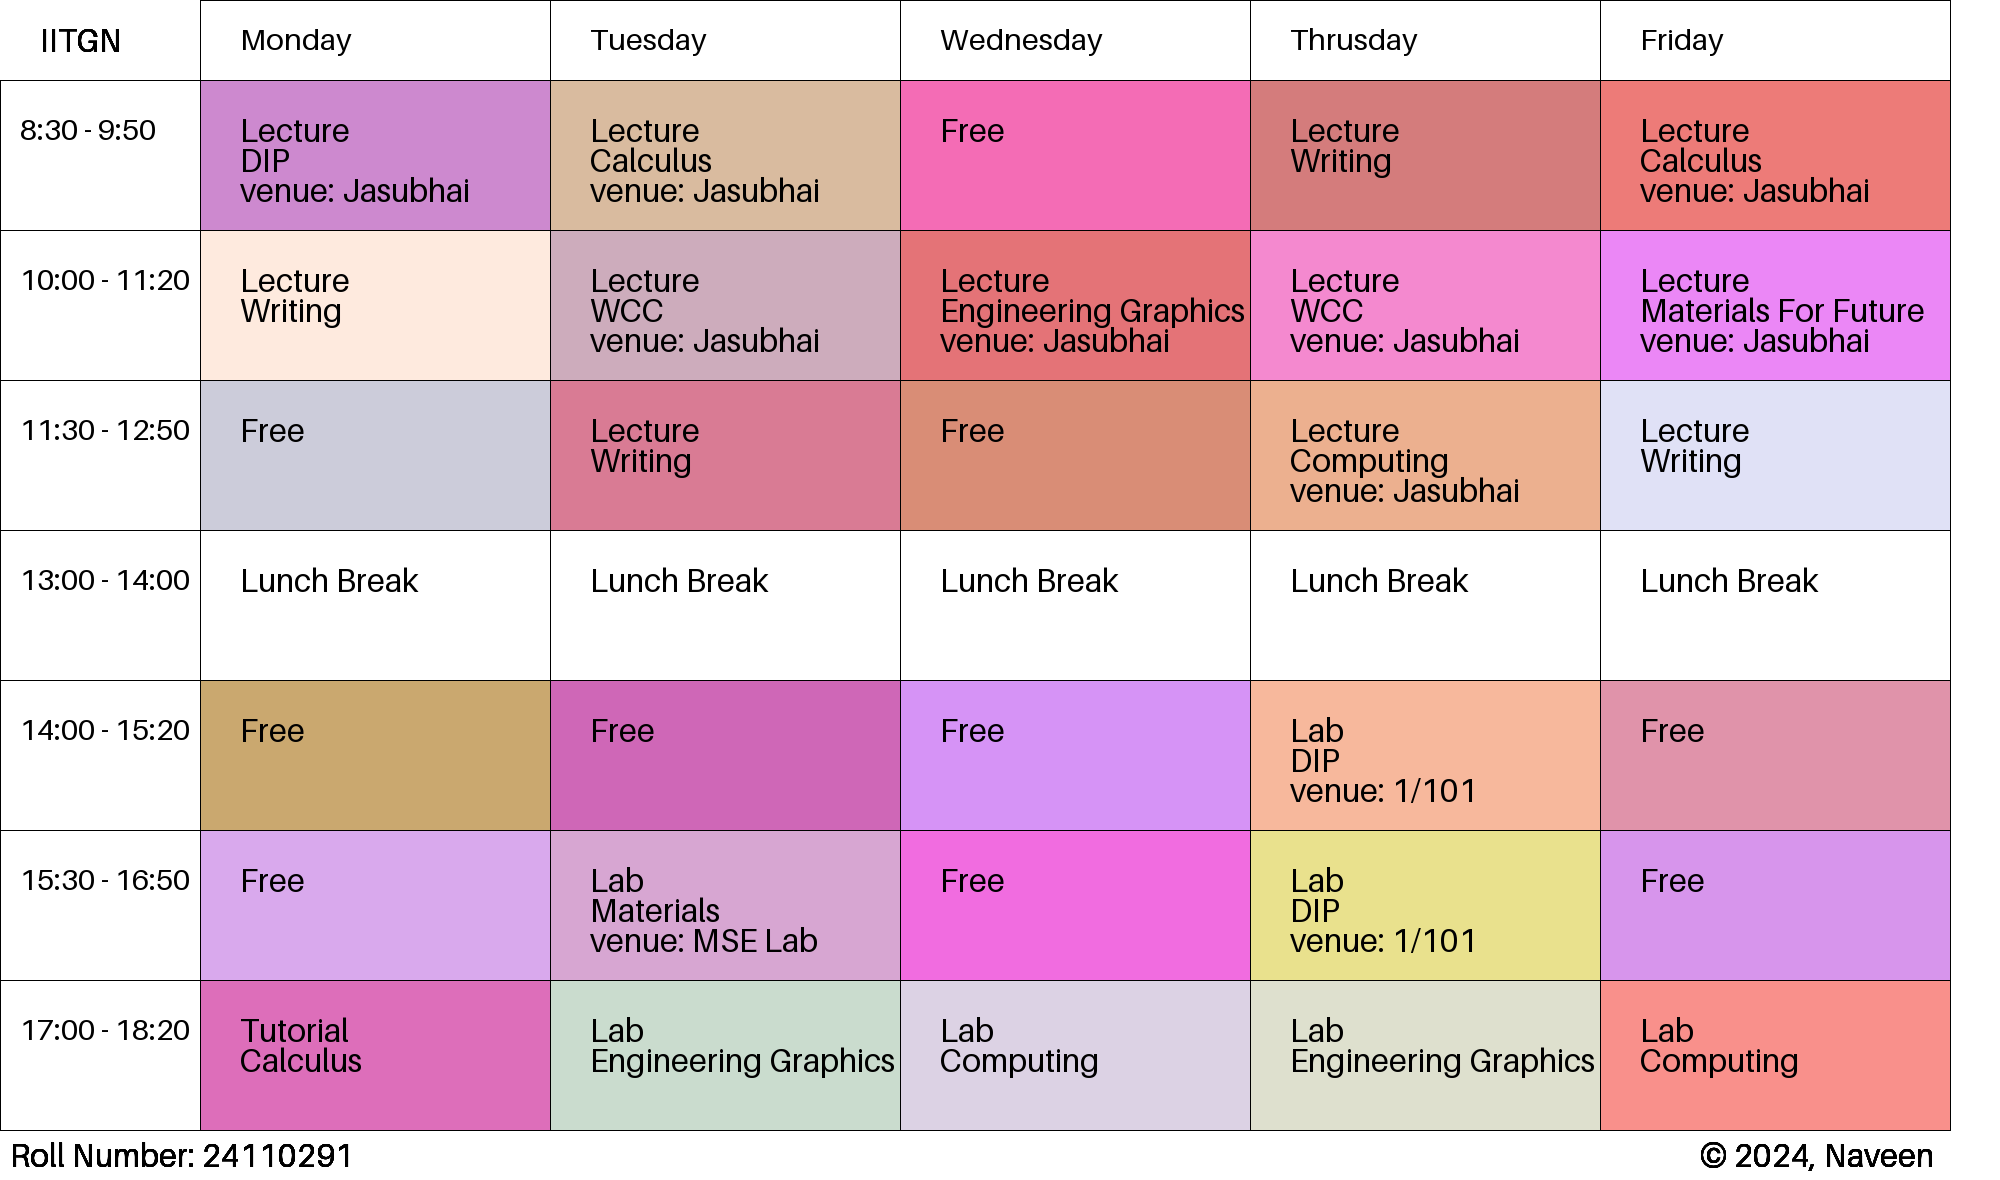 IITGN Monday Tuesday Wednesday Thrusday Friday
8:30 - 9:50
Lecture
DIP
venue: Jasubhai
Lecture
Calculus
venue: Jasubhai
Free
Lecture
Writing
Lecture
Calculus
venue: Jasubhai
10:00 - 11:20
Lecture
Writing
Lecture
WCC
venue: Jasubhai
Lecture
Engineering Graphics
venue: Jasubhai
Lecture
WCC
venue: Jasubhai
Lecture
Materials For Future
venue: Jasubhai
11:30 - 12:50
Free
Lecture
Writing
Free
Lecture
Computing
venue: Jasubhai
Lecture
Writing
13:00 - 14:00
Lunch Break
Lunch Break
Lunch Break
Lunch Break
Lunch Break
14:00 - 15:20
Free
Free
Free
Lab
DIP
venue: 1/101
Free
15:30 - 16:50
Free
Lab
Materials
venue: MSE Lab
Free
Lab
DIP
venue: 1/101
Free
17:00 - 18:20
Tutorial
Calculus
Lab
Engineering Graphics
Lab
Computing
Lab
Engineering Graphics
Lab
Computing
Roll Number: 24110291
© 2024, Naveen